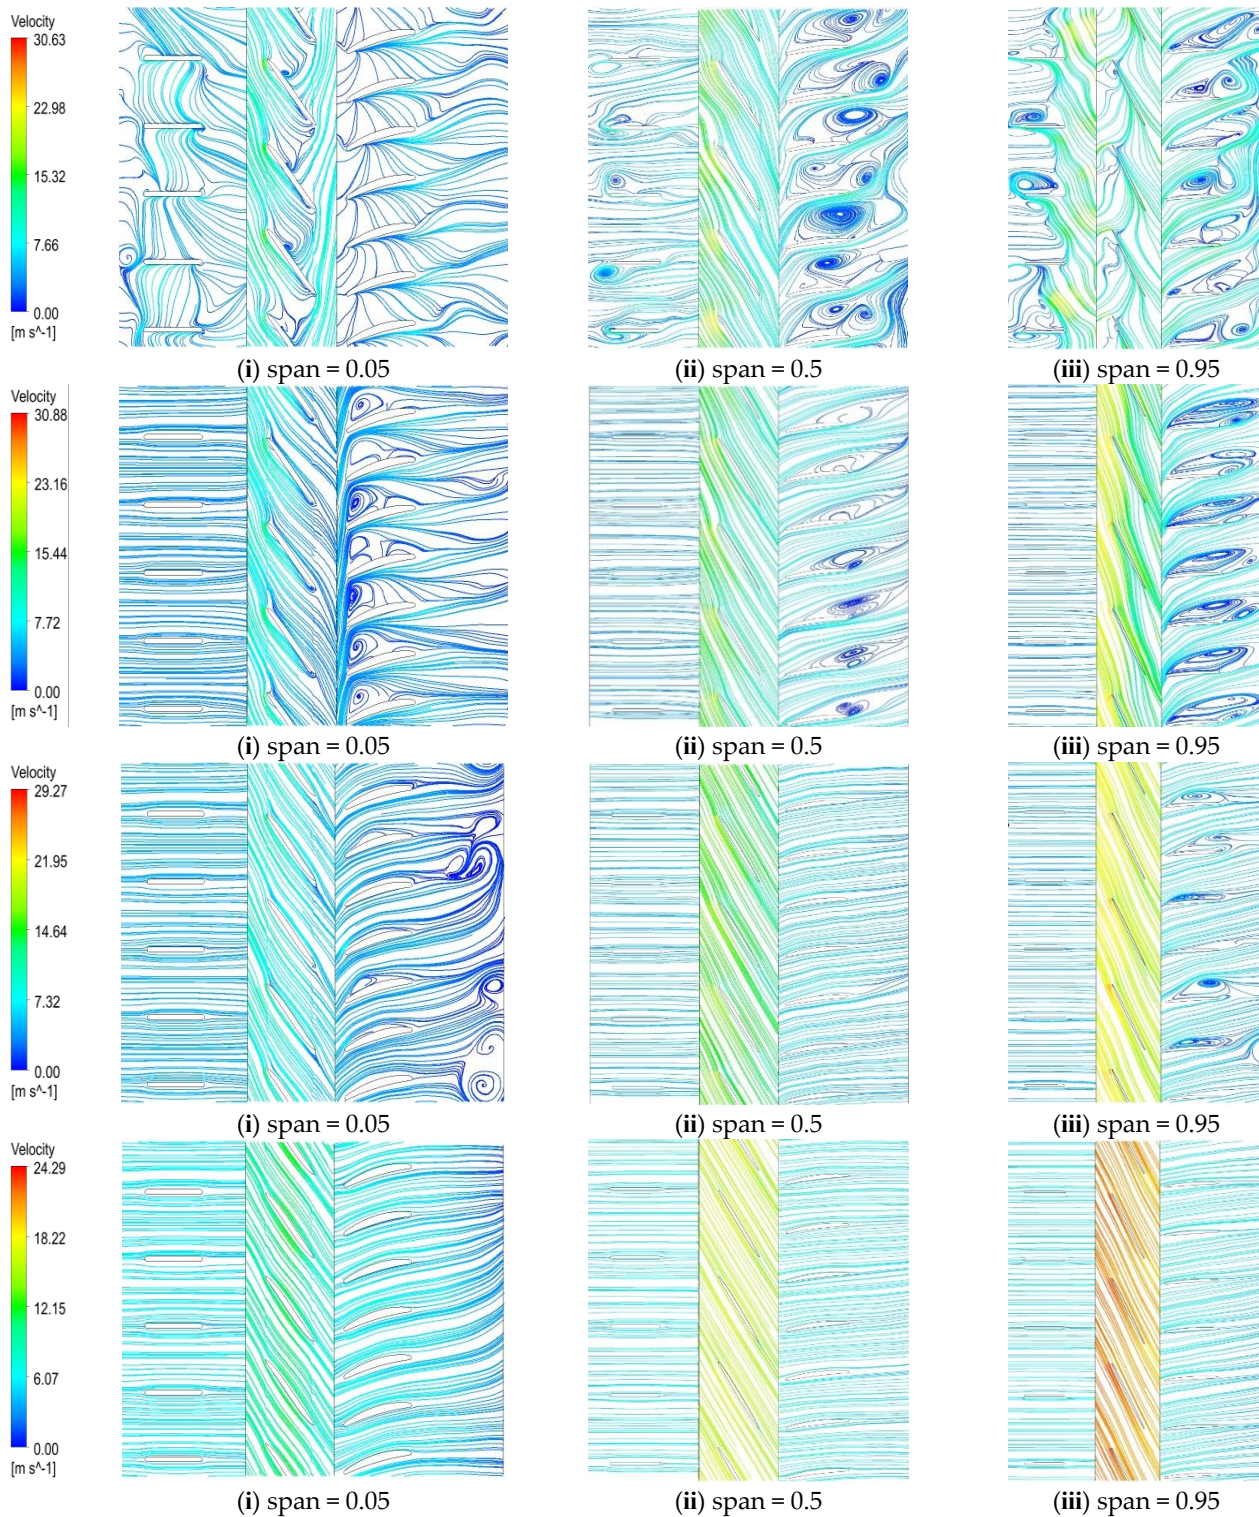 Velocity
30.63
22.98
15.32
7.66
0.00
[m s^-1]
(i) span = 0.05
(ii) span = 0.5
(iii) span = 0.95
Velocity
30.88
23.16
15.44
7.72
0.00
[m s^-1]
(i) span = 0.05
(ii) span = 0.5
(iii) span = 0.95
Velocity
29.27
21.95
14.64
7.32
0.00
[m s^-1]
(i) span = 0.05
(ii) span = 0.5
(iii) span = 0.95
Velocity
24.29
18.22
12.15
6.07
0.00
[m s^-1]
(i) span = 0.05
(ii) span = 0.5
(iii) span = 0.95